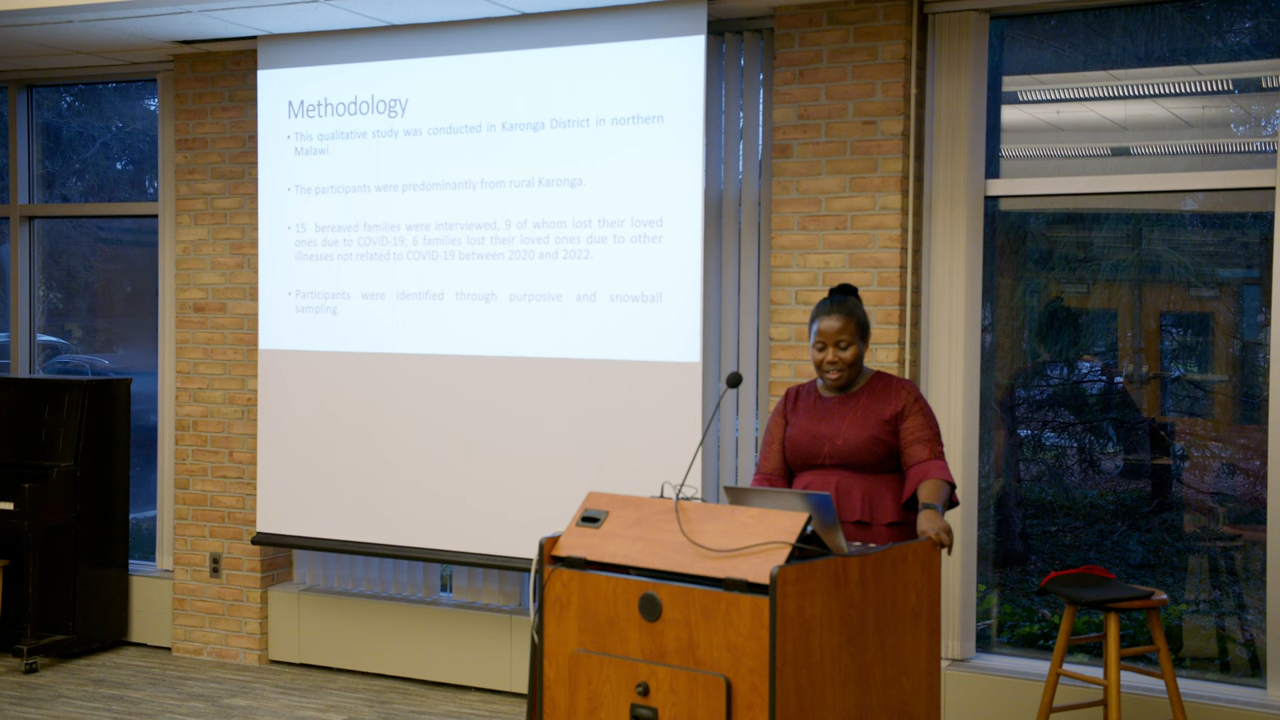 Methodology
• This qualitative study was conducted in Karonga District in northern
Malawi.
• The participants were predominantly from rural Karonga.
• 15 bereaved families were interviewed, 9 of whom lost their loved
ones due to COVID-19; 6 families lost their loved ones due to other
illnesses not related to COVID-19 between 2020 and 2022.
• Participants were identified through purposive and snowball
sampling.